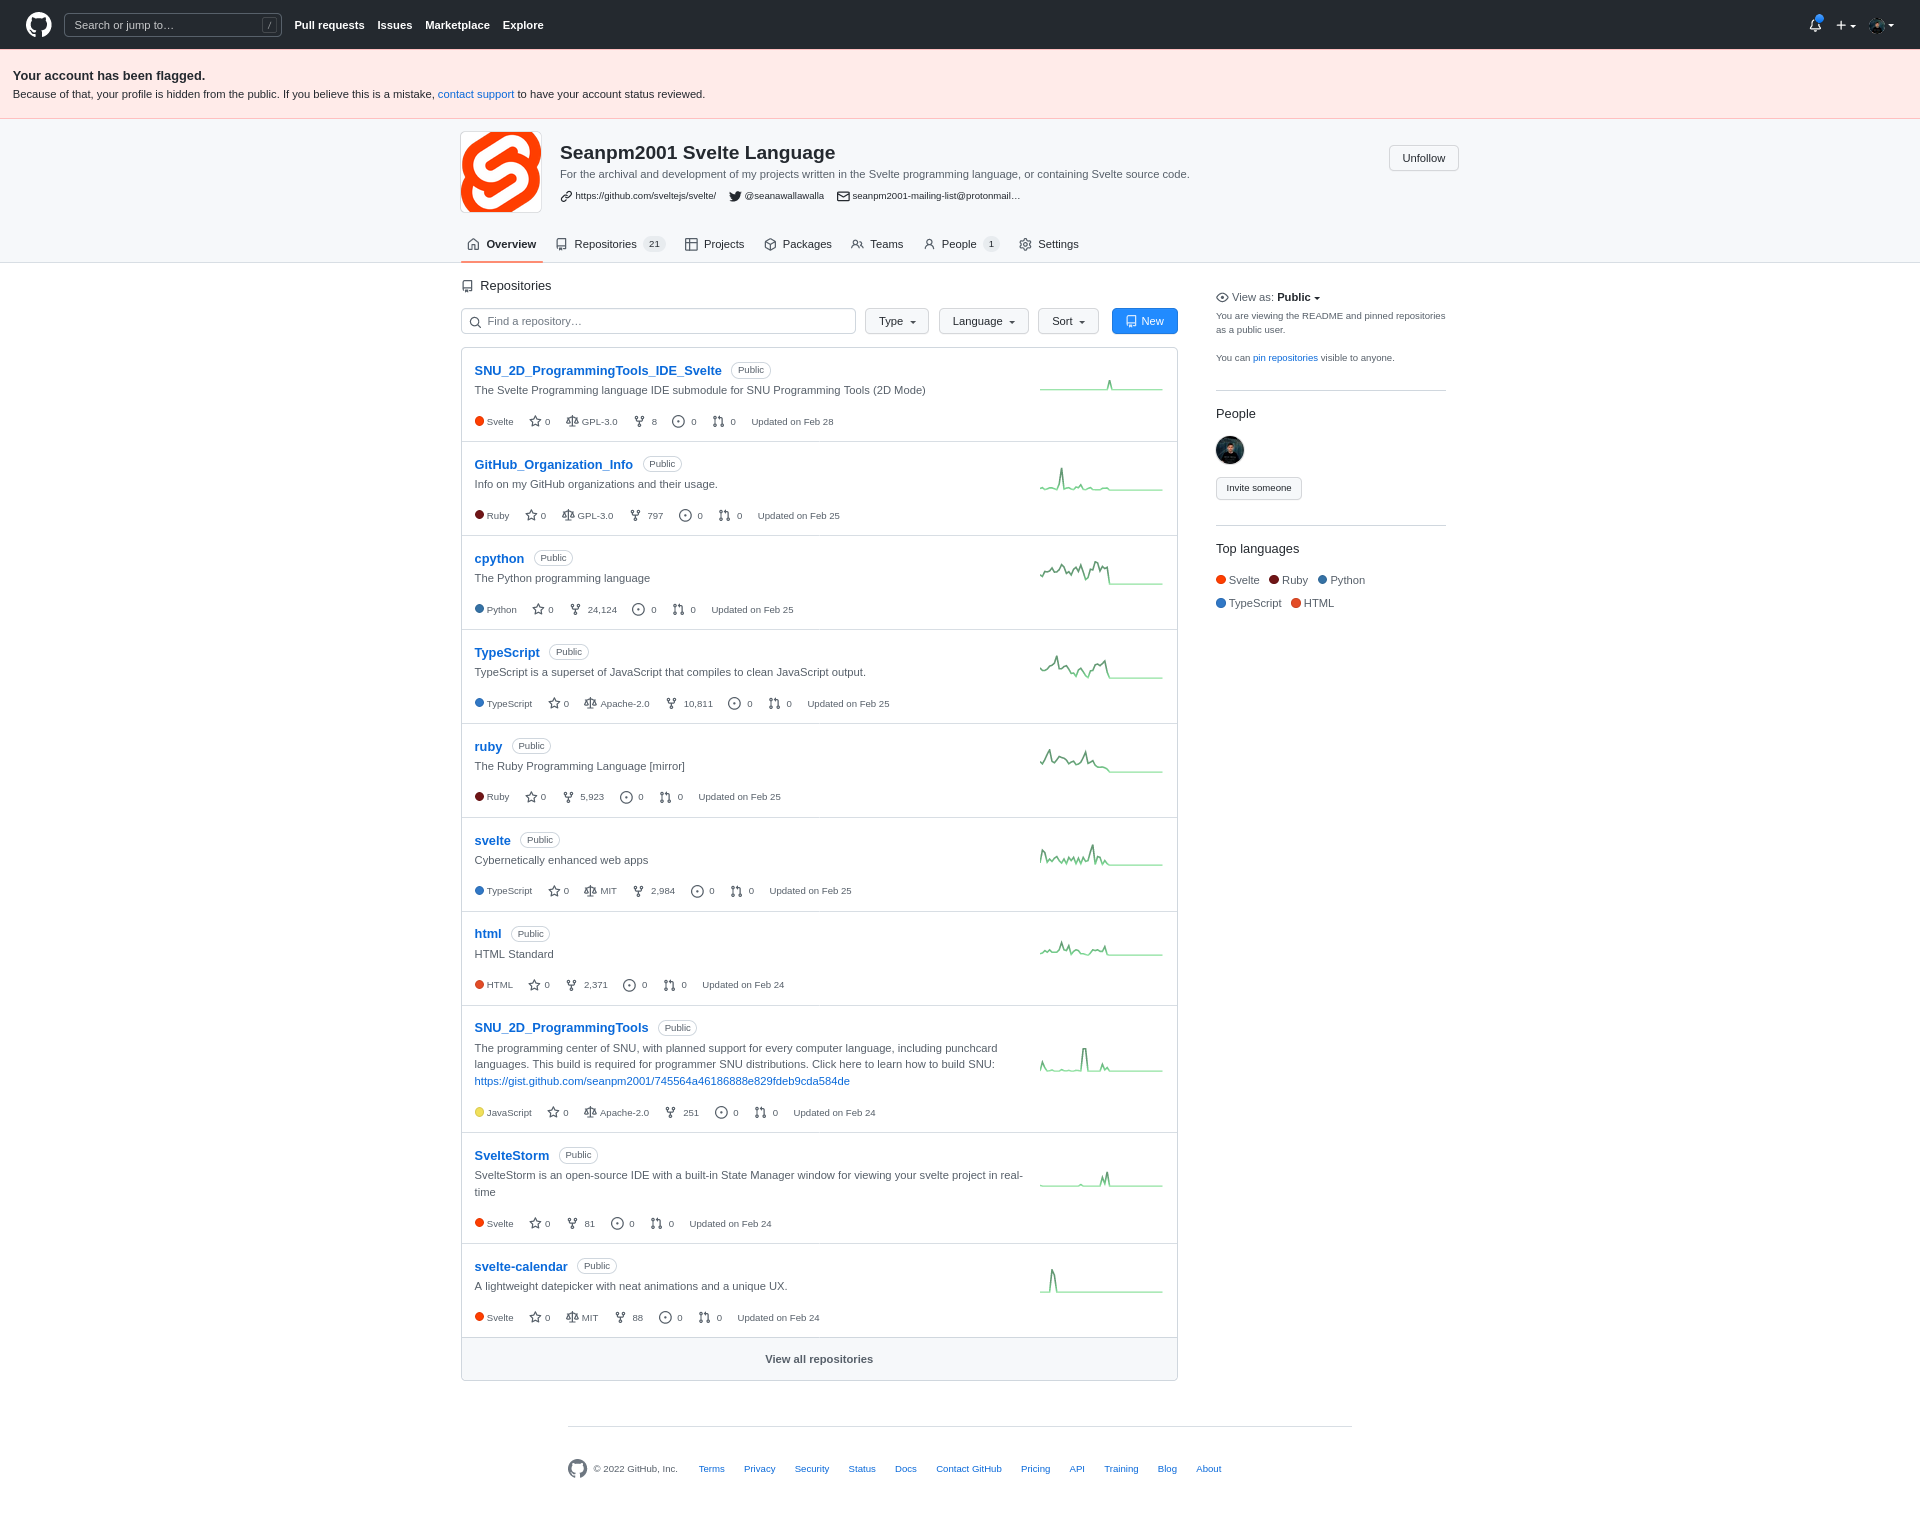 Search or jump to… /
Pull requests Issues Marketplace Explore
Your account has been flagged.
Because of that, your profile is hidden from the public. If you believe this is a mistake, contact support to have your account status reviewed.
Seanpm2001 Svelte Language
Unfollow
For the archival and development of my projects written in the Svelte programming language, or containing Svelte source code.
https://github.com/sveltejs/svelte/ @seanawallawalla seanpm2001-mailing-list@protonmail…
Overview Repositories 21 Projects Packages Teams People 1 Settings
Repositories
Find a repository… Type Language Sort New
SNU_2D_ProgrammingTools_IDE_Svelte Public
The Svelte Programming language IDE submodule for SNU Programming Tools (2D Mode)
Svelte 0 GPL-3.0 8 0 0 Updated on Feb 28
GitHub_Organization_Info Public
Info on my GitHub organizations and their usage.
Ruby 0 GPL-3.0 797 0 0 Updated on Feb 25
cpython Public
The Python programming language
Python 0 24,124 0 0 Updated on Feb 25
TypeScript Public
TypeScript is a superset of JavaScript that compiles to clean JavaScript output.
TypeScript 0 Apache-2.0 10,811 0 0 Updated on Feb 25
ruby Public
The Ruby Programming Language [mirror]
Ruby 0 5,923 0 0 Updated on Feb 25
svelte Public
Cybernetically enhanced web apps
TypeScript 0 MIT 2,984 0 0 Updated on Feb 25
html Public
HTML Standard
HTML 0 2,371 0 0 Updated on Feb 24
SNU_2D_ProgrammingTools Public
The programming center of SNU, with planned support for every computer language, including punchcard
languages. This build is required for programmer SNU distributions. Click here to learn how to build SNU:
https://gist.github.com/seanpm2001/745564a46186888e829fdeb9cda584de
JavaScript 0 Apache-2.0 251 0 0 Updated on Feb 24
SvelteStorm Public
SvelteStorm is an open-source IDE with a built-in State Manager window for viewing your svelte project in real-
time
Svelte 0 81 0 0 Updated on Feb 24
svelte-calendar Public
A lightweight datepicker with neat animations and a unique UX.
Svelte 0 MIT 88 0 0 Updated on Feb 24
View all repositories
View as: Public
You are viewing the README and pinned repositories
as a public user.
You can pin repositories visible to anyone.
People
Invite someone
Top languages
Svelte Ruby Python
TypeScript HTML
© 2022 GitHub, Inc. Terms Privacy Security Status Docs Contact GitHub Pricing API Training Blog About